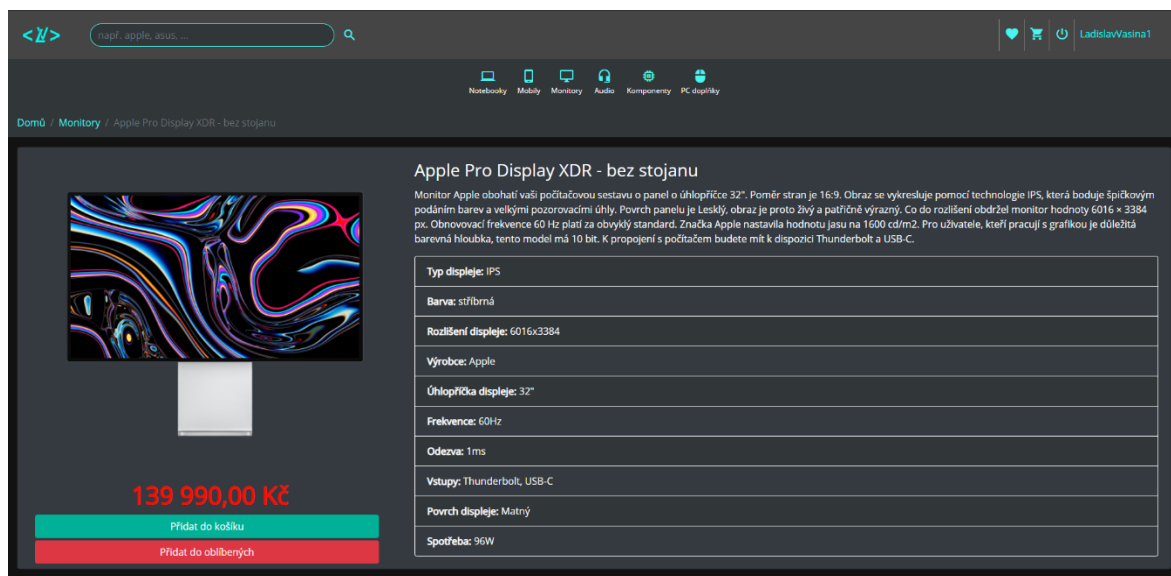 např. apple, asus, ...
LadislavVasina1
Notebooky Mobily Monitory Audio Komponenty PC doplňky
Domů / Monitory / Apple Pro Display XDR - bez stojanu
Apple Pro Display XDR - bez stojanu
Monitor Apple obohatí vaši počítačovou sestavu o panel o úhlopříčce 32". Poměr stran je 16:9. Obraz se vykresluje pomocí technologie IPS, která boduje špičkovým
podáním barev a velkými pozorovacími úhly. Povrch panelu je Lesklý, obraz je proto živý a patřičně výrazný. Co do rozlišení obdržel monitor hodnoty 6016 × 3384
px. Obnovovací frekvence 60 Hz platí za obvyklý standard. Značka Apple nastavila hodnotu jasu na 1600 cd/m2. Pro uživatele, kteří pracují s grafikou je důležitá
barevná hloubka, tento model má 10 bit. K propojení s počítačem budete mít k dispozici Thunderbolt a USB-C.
Typ displeje: IPS
Barva: stříbrná
Rozlišení displeje: 6016x3384
Výrobce: Apple
Úhlopříčka displeje: 32"
Frekvence: 60Hz
Odezva: 1ms
Vstupy: Thunderbolt, USB-C
Povrch displeje: Matný
Spotřeba: 96W
139 990,00 Kč
Přidat do košíku
Přidat do oblíbených